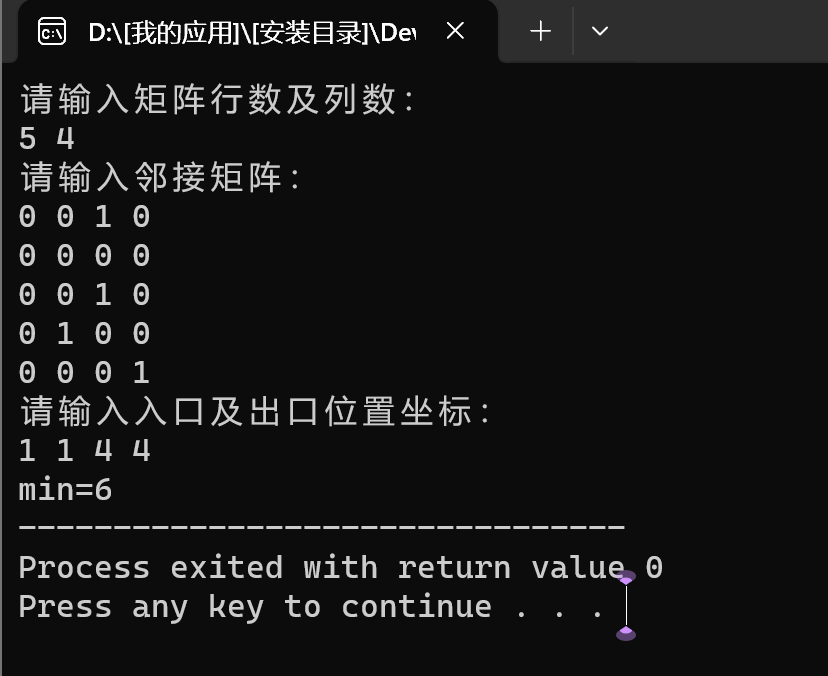 D:\[我的应用]\[安装目录]\Dev
请输入矩阵行数及列数：
5 4
请输入邻接矩阵：
0 0 1 0
0 0 0 0
0 0 1 0
0 1 0 0
0 0 0 1
请输入入口及出口位置坐标：
1 1 4 4
min=6
--------------------------------
Process exited with return value 0
Press any key to continue . . .